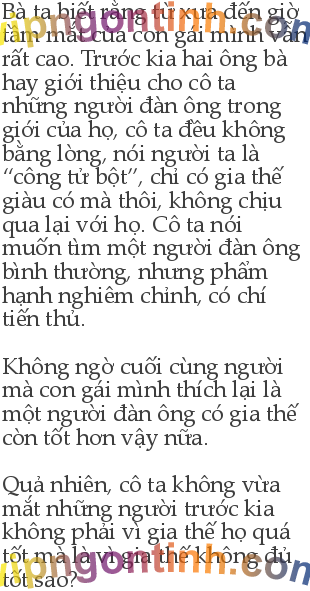 Bà ta biết rằng từ xưa đến giờ
tầm mắt của con gái mình vẫn
rất cao. Trước kia hai ông bà
hay giới thiệu cho cô ta
những người đàn ông trong
giới của họ, cô ta đều không
bằng lòng, nói người ta là
“công tử bột”, chỉ có gia thế
giàu có mà thôi, không chịu
qua lại với họ. Cô ta nói
muốn tìm một người đàn ông
bình thường, nhưng phẩm
hạnh nghiêm chỉnh, có chí
tiến thủ.
Không ngờ cuối cùng người
mà con gái mình thích lại là
một người đàn ông có gia thế
còn tốt hơn vậy nữa.
Quả nhiên, cô ta không vừa
mắt những người trước kia
không phải vì gia thế họ quá
tốt mà là vì gia thế không đủ
tốt sao?